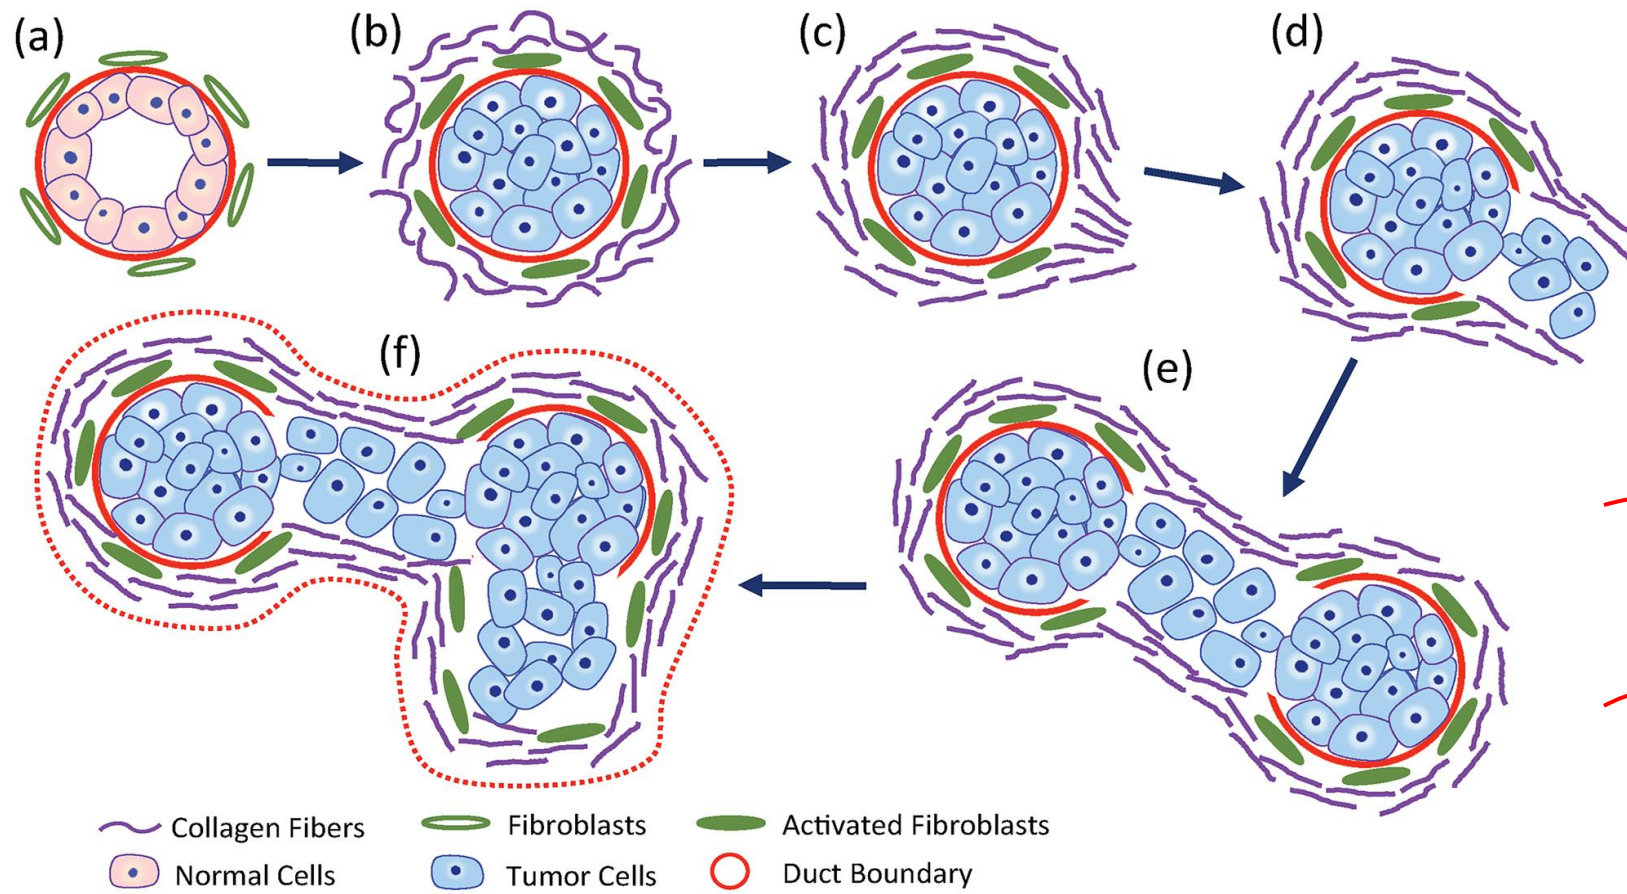 (a)
(b)
(c)
(d)
(f)
(e)
Collagen Fibers
Fibroblasts
Activated Fibroblasts
Normal Cells
Tumor Cells
Duct Boundary